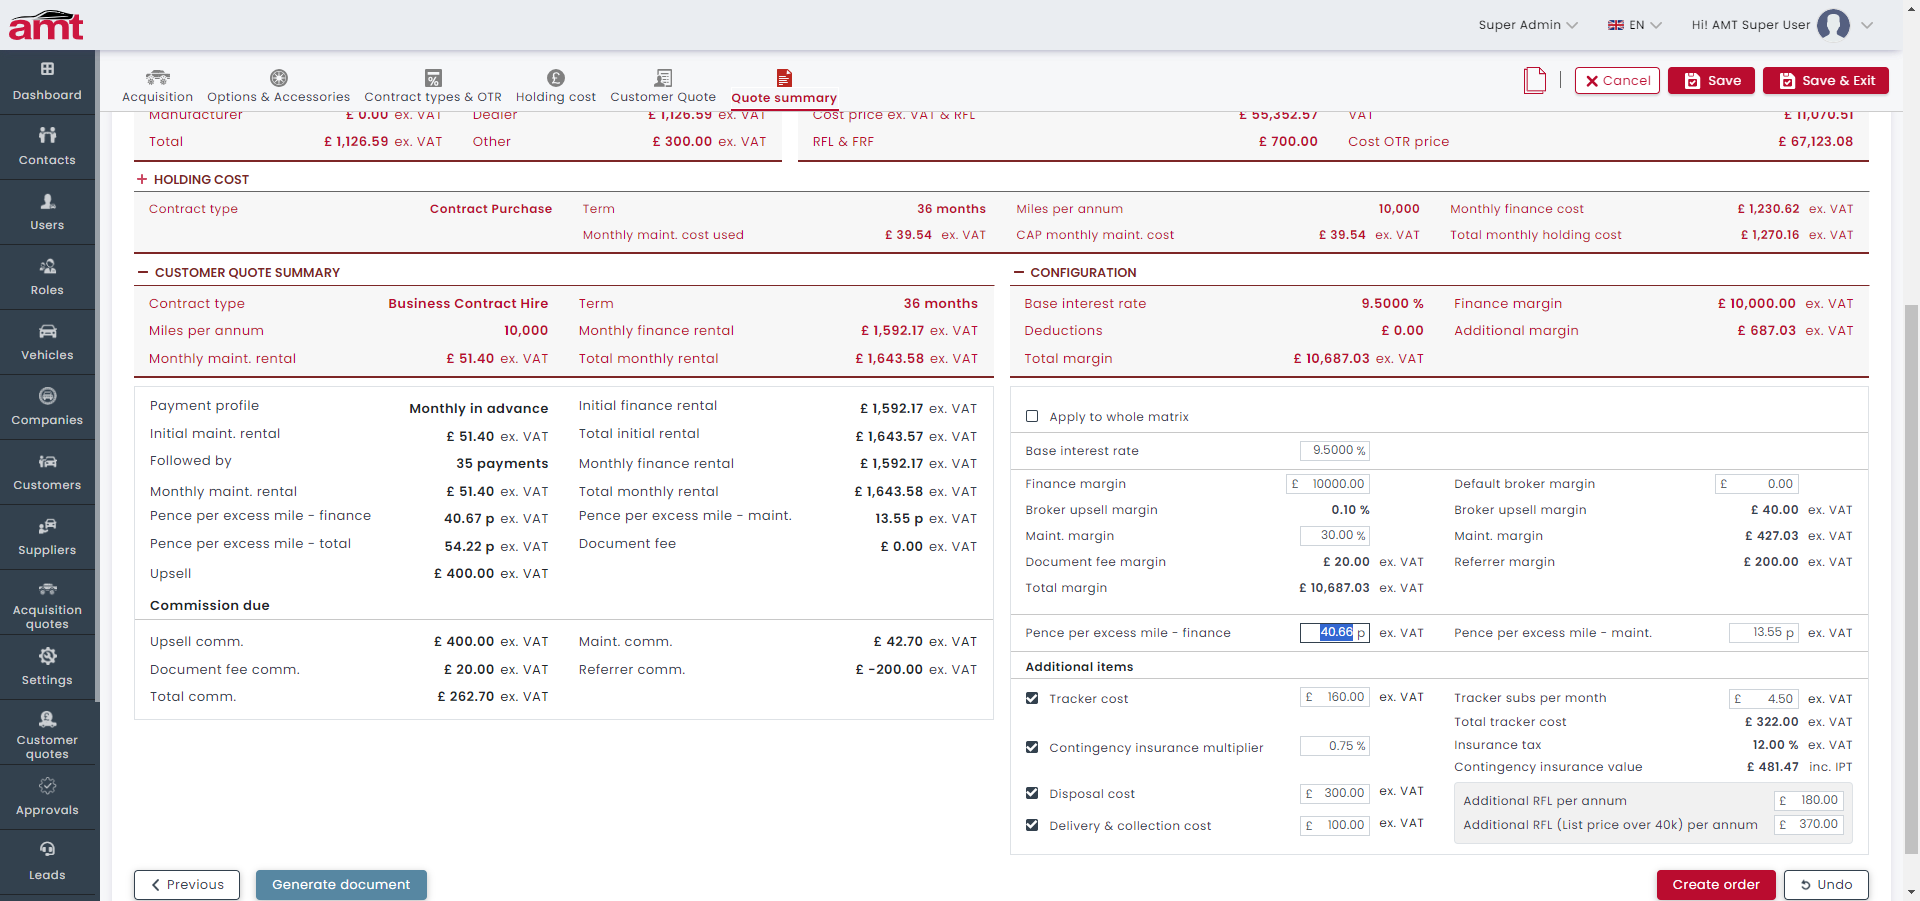 amt
Super Admin
EN
Hi! AMT Super User
Dashboard
Contacts
Users
Roles
Vehicles
Companies
Customers
Suppliers
Acquisition
quotes
Settings
Customer
quotes
Approvals
Leads
Acquisition
Options & Accessories
Contract types & OTR
Holding cost
Customer Quote
Quote summary
Cancel
Save
Save & Exit
Manufacturer £ 0.00 ex. VAT Dealer £ 1,126.59 ex. VAT
Total £ 1,126.59 ex. VAT Other £ 300.00 ex. VAT
Cost price ex. VAT & RFL £ 55,352.57 VAT £ 11,070.51
RFL & FRF £ 700.00 Cost OTR price £ 67,123.08
HOLDING COST
Contract type Contract Purchase Term 36 months Miles per annum 10,000 Monthly finance cost £ 1,230.62 ex. VAT
Monthly maint. cost used £ 39.54 ex. VAT CAP monthly maint. cost £ 39.54 ex. VAT Total monthly holding cost £ 1,270.16 ex. VAT
CUSTOMER QUOTE SUMMARY
Contract type Business Contract Hire Term 36 months
Miles per annum 10,000 Monthly finance rental £ 1,592.17 ex. VAT
Monthly maint. rental £ 51.40 ex. VAT Total monthly rental £ 1,643.58 ex. VAT
Payment profile Monthly in advance Initial finance rental £ 1,592.17 ex. VAT
Initial maint. rental £ 51.40 ex. VAT Total initial rental £ 1,643.57 ex. VAT
Followed by 35 payments Monthly finance rental £ 1,592.17 ex. VAT
Monthly maint. rental £ 51.40 ex. VAT Total monthly rental £ 1,643.58 ex. VAT
Pence per excess mile - finance 40.67 p ex. VAT Pence per excess mile - maint. 13.55 p ex. VAT
Pence per excess mile - total 54.22 p ex. VAT Document fee £ 0.00 ex. VAT
Upsell £ 400.00 ex. VAT
Commission due
Upsell comm. £ 400.00 ex. VAT Maint. comm. £ 42.70 ex. VAT
Document fee comm. £ 20.00 ex. VAT Referrer comm. £ -200.00 ex. VAT
Total comm. £ 262.70 ex. VAT
CONFIGURATION
Base interest rate 9.5000 % Finance margin £ 10,000.00 ex. VAT
Deductions £ 0.00 Additional margin £ 687.03 ex. VAT
Total margin £ 10,687.03 ex. VAT
Apply to whole matrix
Base interest rate 9.5000 %
Finance margin £ 10000.00 Default broker margin £ 0.00
Broker upsell margin 0.10 % Broker upsell margin £ 40.00 ex. VAT
Maint. margin 30.00 % Maint. margin £ 427.03 ex. VAT
Document fee margin £ 20.00 ex. VAT Referrer margin £ 200.00 ex. VAT
Total margin £ 10,687.03 ex. VAT
Pence per excess mile - finance 40.66 p ex. VAT Pence per excess mile - maint. 13.55 p ex. VAT
Additional items
Tracker cost £ 160.00 ex. VAT Tracker subs per month £ 4.50 ex. VAT
Total tracker cost £ 322.00 ex. VAT
Contingency insurance multiplier 0.75 % Insurance tax 12.00 % ex. VAT
Contingency insurance value £ 481.47 inc. IPT
Disposal cost £ 300.00 ex. VAT Additional RFL per annum £ 180.00
Delivery & collection cost £ 100.00 ex. VAT Additional RFL (List price over 40k) per annum £ 370.00
Previous
Generate document
Create order
Undo